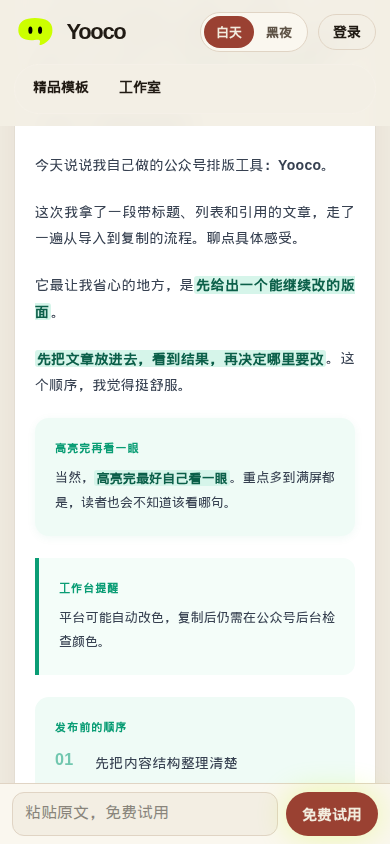 Yooco
白天
黑夜
登录
精品模板
工作室
今天说说我自己做的公众号排版工具：Yooco。
这次我拿了一段带标题、列表和引用的文章，走了
一遍从导入到复制的流程。聊点具体感受。
它最让我省心的地方，是先给出一个能继续改的版
面。
先把文章放进去，看到结果，再决定哪里要改。这
个顺序，我觉得挺舒服。
高亮完再看一眼
当然，高亮完最好自己看一眼。重点多到满屏都
是，读者也会不知道该看哪句。
工作台提醒
平台可能自动改色，复制后仍需在公众号后台检
查颜色。
发布前的顺序
01 先把内容结构整理清楚
粘贴原文，免费试用
免费试用